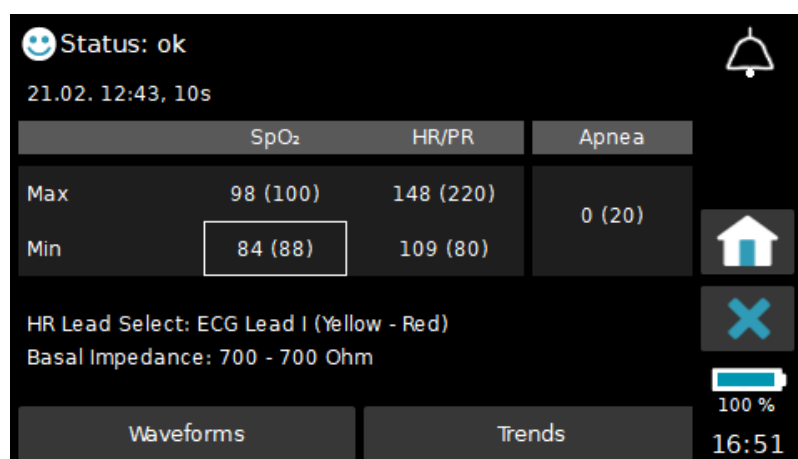 Status: ok
21.02. 12:43, 10s
SpO₂ HR/PR Apnea
Max 98 (100) 148 (220)
0 (20)
Min 84 (88) 109 (80)
HR Lead Select: ECG Lead I (Yellow - Red)
Basal Impedance: 700 - 700 Ohm
100 %
Waveforms Trends
16:51